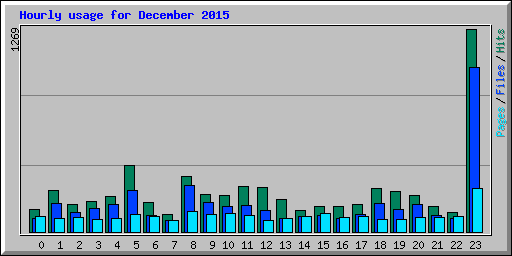 Hourly usage for December 2015
1269
Pages/Files/Hits
0 1 2 3 4 5 6 7 8 9 10 11 12 13 14 15 16 17 18 19 20 21 22 23